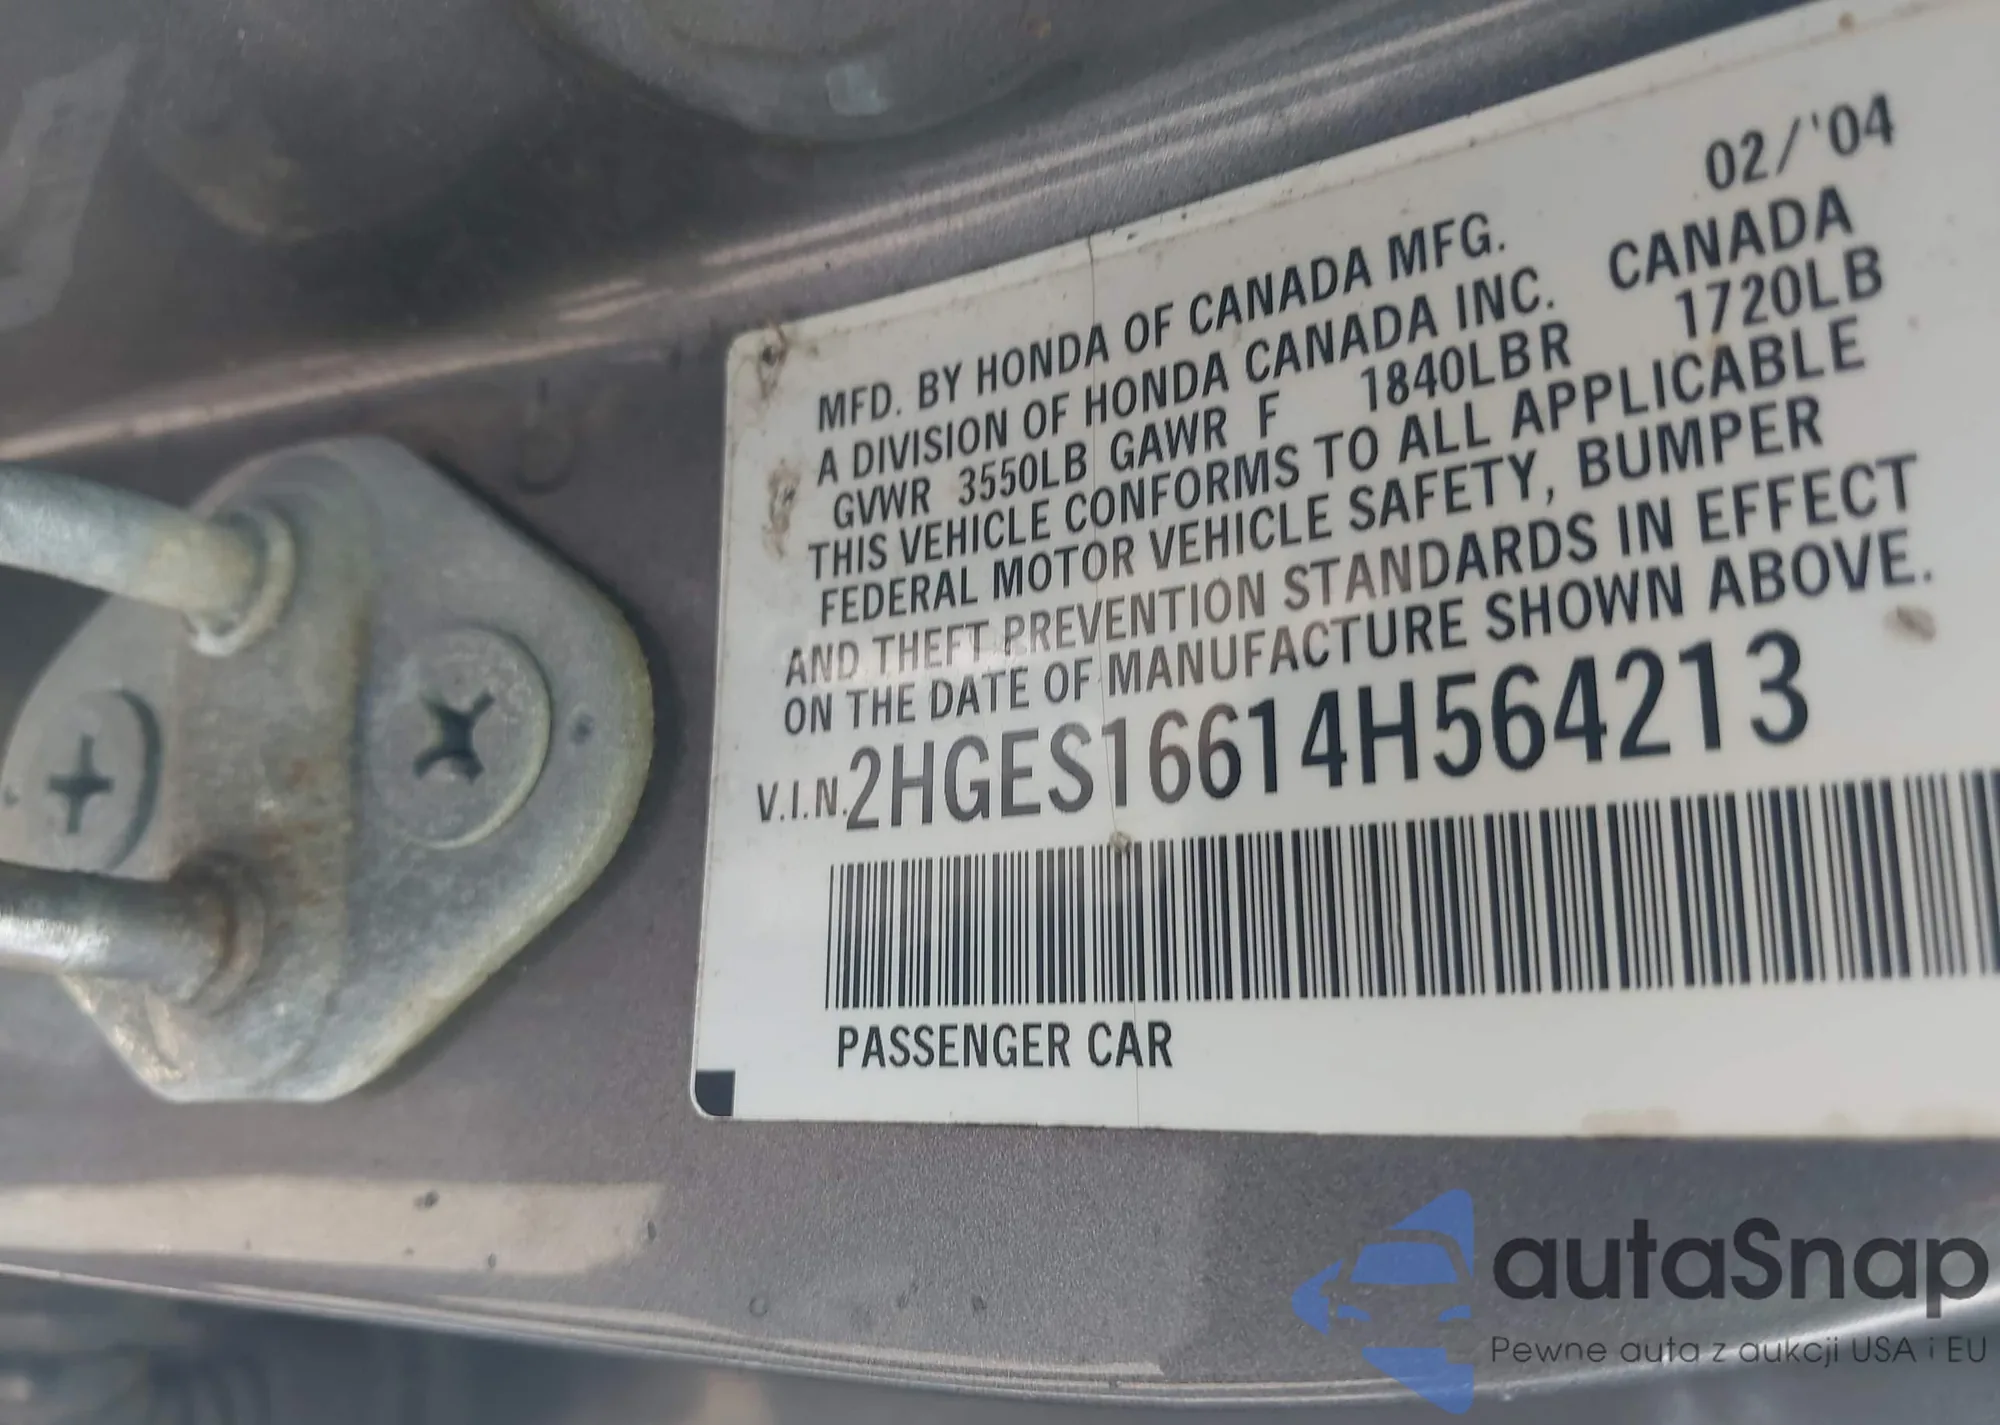 02/'04
MFD. BY HONDA OF CANADA MFG.
A DIVISION OF HONDA CANADA INC. CANADA
GVWR 3550LB GAWR F 1840LBR 1720LB
THIS VEHICLE CONFORMS TO ALL APPLICABLE
FEDERAL MOTOR VEHICLE SAFETY, BUMPER
AND THEFT PREVENTION STANDARDS IN EFFECT
ON THE DATE OF MANUFACTURE SHOWN ABOVE.
V.I.N. 2HGES16614H564213
PASSENGER CAR
autaSnap
Pewne auta z aukcji USA i EU